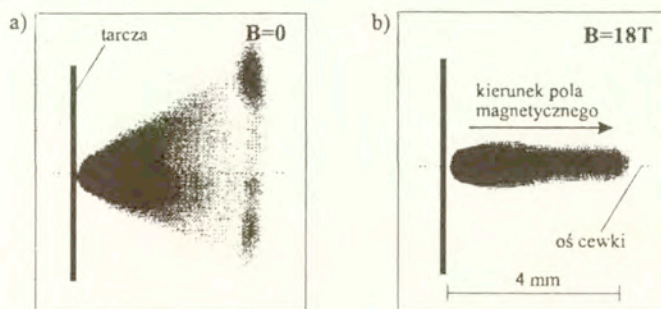 a)
B=0
tarcza
b)
B=18T
kierunek pola
magnetycznego
oś cewki
4 mm